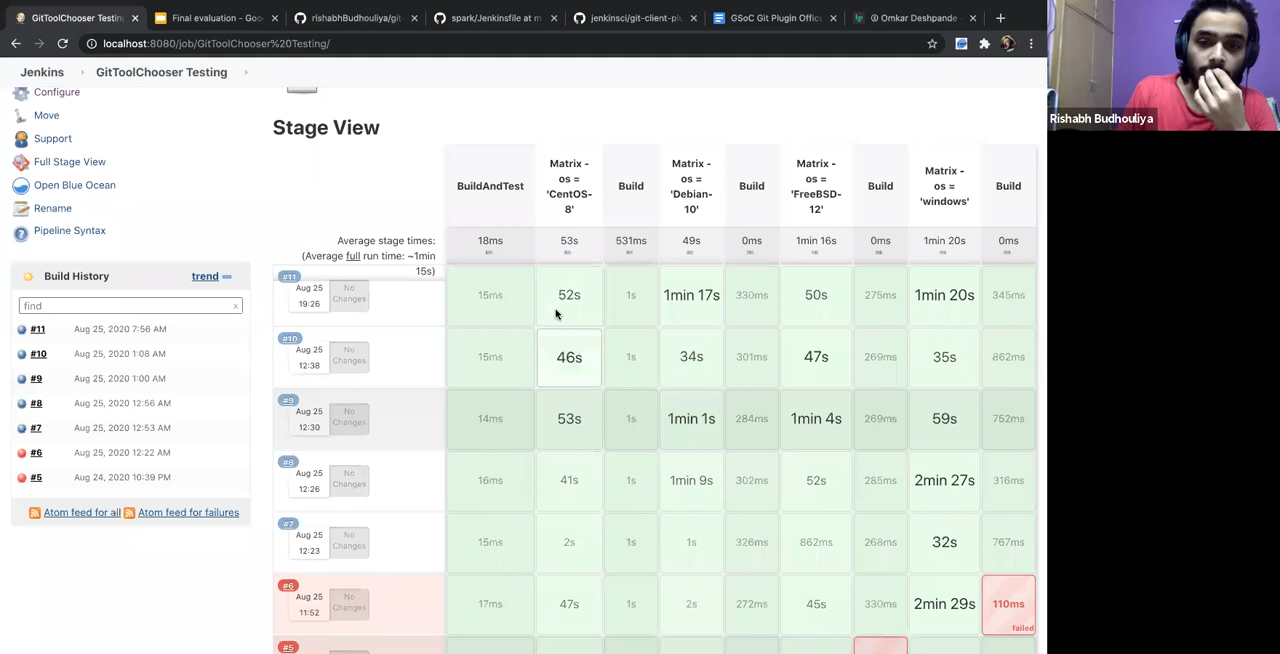 GitToolChooser Testin
Final evaluation - Goo
rishabhBudhouliya/git-
spark/Jenkinsfile at m
jenkinsci/git-client-plu
GSoC Git Plugin Office
Omkar Deshpande -
localhost:8080/job/GitToolChooser%20Testing/
Jenkins
GitToolChooser Testing
Rishabh Budhouliya
Configure
Move
Support
Full Stage View
Open Blue Ocean
Rename
Pipeline Syntax
Build History
trend
find
x
#11 Aug 25, 2020 7:56 AM
#10 Aug 25, 2020 1:08 AM
#9 Aug 25, 2020 1:00 AM
#8 Aug 25, 2020 12:56 AM
#7 Aug 25, 2020 12:53 AM
#6 Aug 25, 2020 12:22 AM
#5 Aug 24, 2020 10:39 PM
Atom feed for all Atom feed for failures
Stage View
BuildAndTest
Matrix -
os =
'CentOS-
8'
Build
Matrix -
os =
'Debian-
10'
Build
Matrix -
os =
'FreeBSD-
12'
Build
Matrix -
os =
'windows'
Build
Average stage times:
(Average full run time: ~1min
15s)
18ms 53s 531ms 49s 0ms 1min 16s 0ms 1min 20s 0ms
#11
Aug 25
19:26
No
Changes
15ms 52s 1s 1min 17s 330ms 50s 275ms 1min 20s 345ms
#10
Aug 25
12:38
No
Changes
15ms 46s 1s 34s 301ms 47s 269ms 35s 862ms
#9
Aug 25
12:30
No
Changes
14ms 53s 1s 1min 1s 284ms 1min 4s 269ms 59s 752ms
#8
Aug 25
12:26
No
Changes
16ms 41s 1s 1min 9s 302ms 52s 285ms 2min 27s 316ms
#7
Aug 25
12:23
No
Changes
15ms 2s 1s 1s 326ms 862ms 268ms 32s 767ms
#6
Aug 25
11:52
No
Changes
17ms 47s 1s 2s 272ms 45s 330ms 2min 29s 110ms
failed
#5